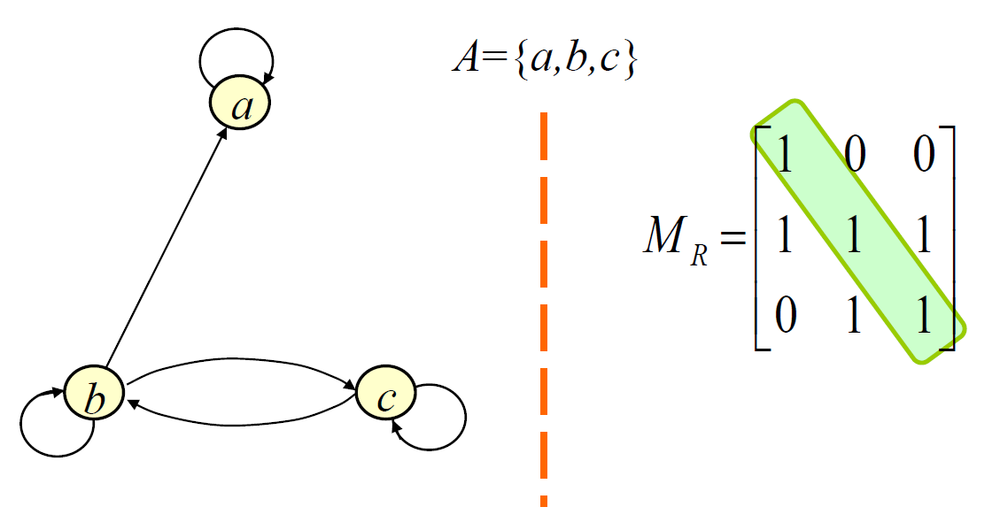 a
b
c
A={a,b,c}
M_R = [1 0 0
1 1 1
0 1 1]